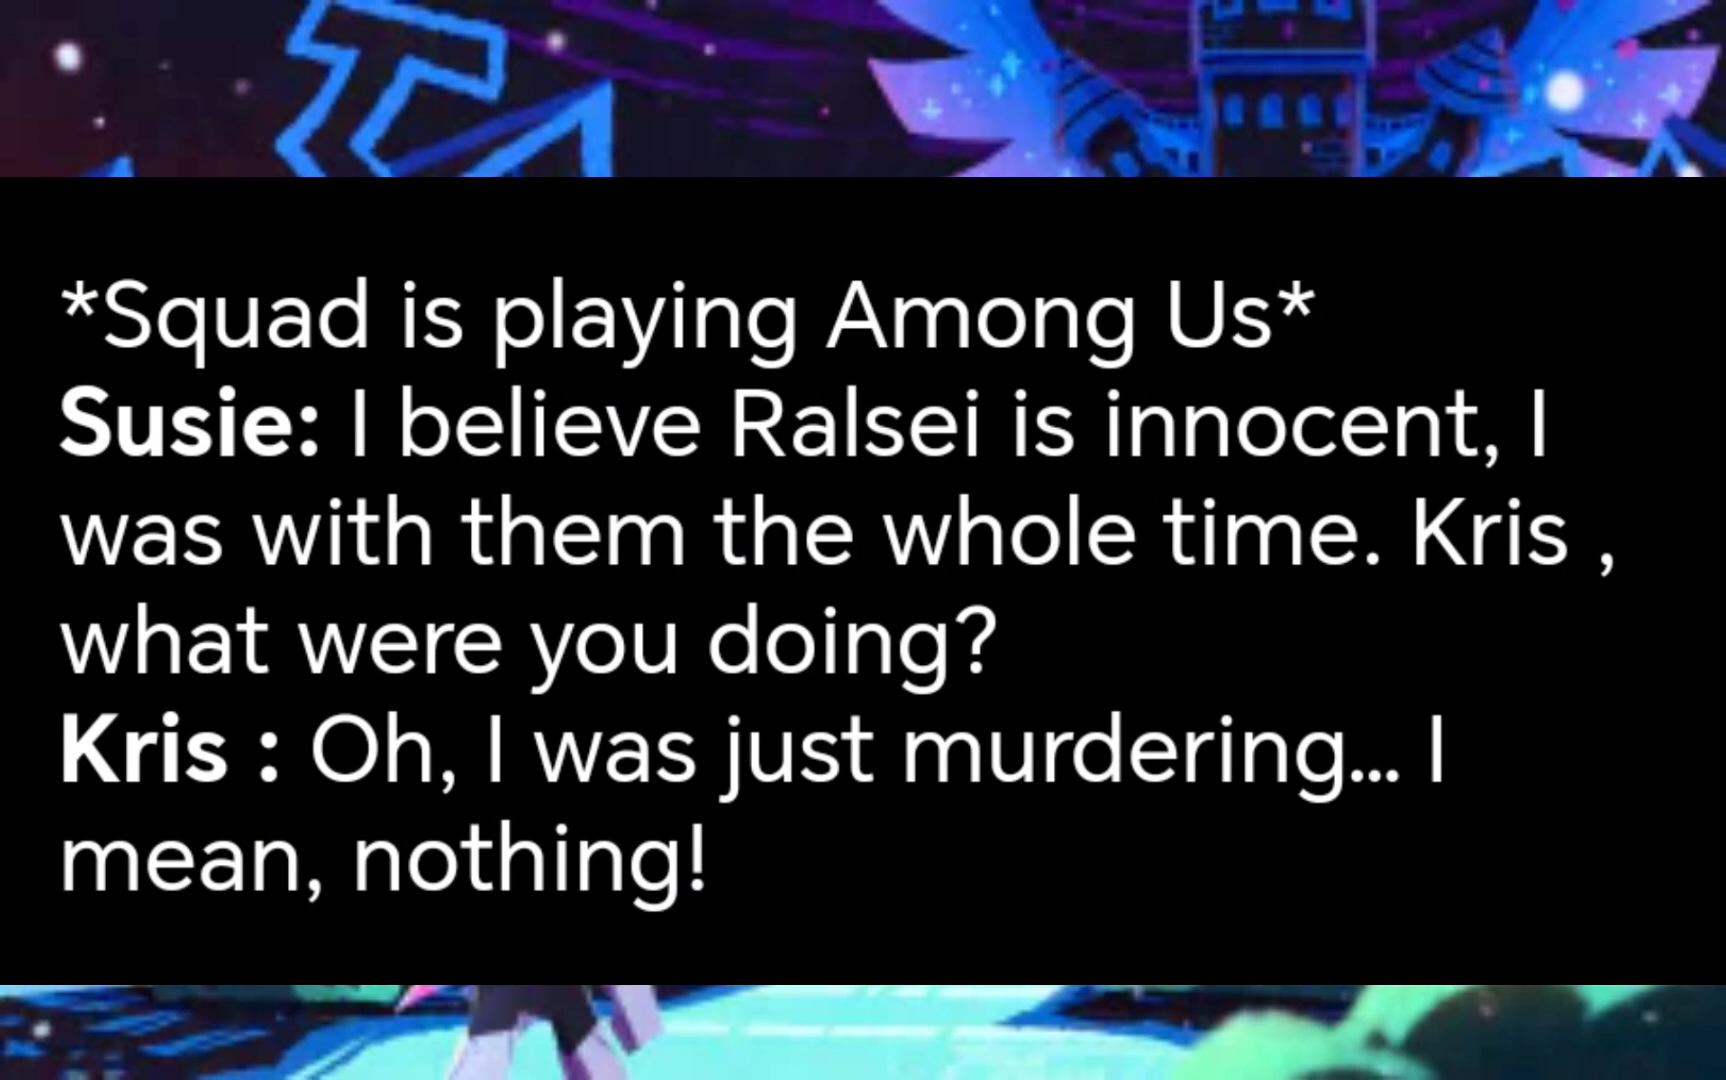 *Squad is playing Among Us*
Susie: I believe Ralsei is innocent, I
was with them the whole time. Kris ,
what were you doing?
Kris : Oh, I was just murdering... I
mean, nothing!